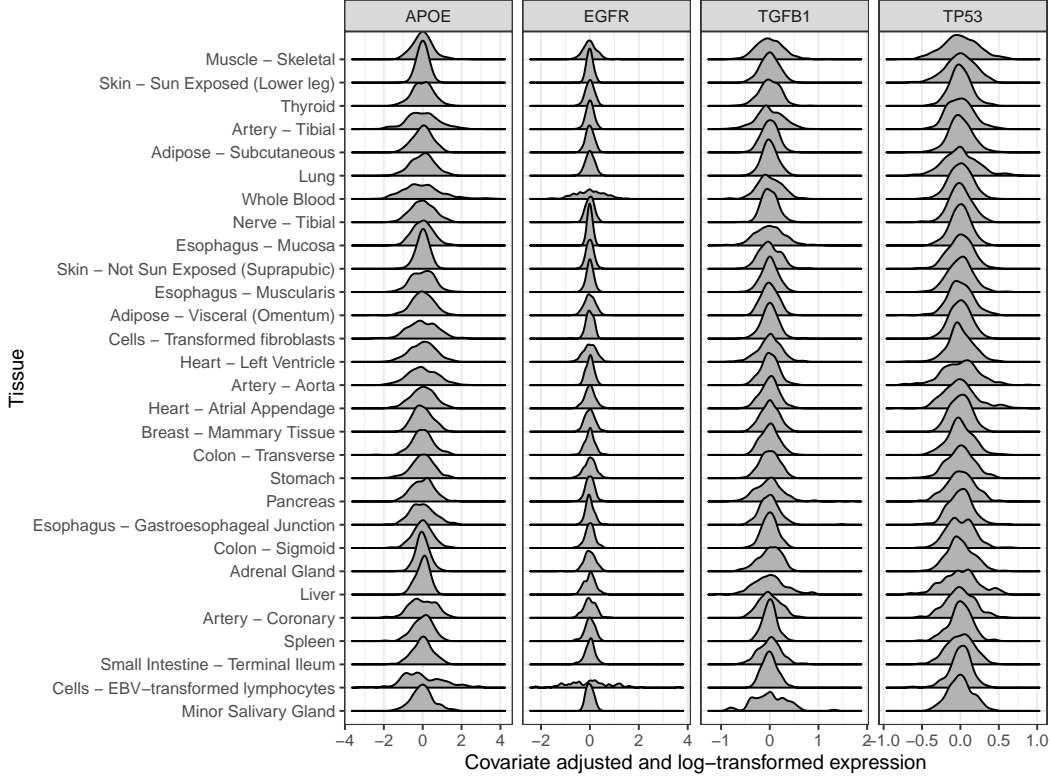 APOE EGFR TGFB1 TP53
Muscle − Skeletal
Skin − Sun Exposed (Lower leg)
Thyroid
Artery − Tibial
Adipose − Subcutaneous
Lung
Whole Blood
Nerve − Tibial
Esophagus − Mucosa
Skin − Not Sun Exposed (Suprapubic)
Esophagus − Muscularis
Adipose − Visceral (Omentum)
Cells − Transformed fibroblasts
Heart − Left Ventricle
Artery − Aorta
Heart − Atrial Appendage
Breast − Mammary Tissue
Colon − Transverse
Stomach
Pancreas
Esophagus − Gastroesophageal Junction
Colon − Sigmoid
Adrenal Gland
Liver
Artery − Coronary
Spleen
Small Intestine − Terminal Ileum
Cells − EBV−transformed lymphocytes
Minor Salivary Gland
Tissue
−4 −2 0 2 4 −2 0 2 4 −1 0 1 2 −1.0 −0.5 0.0 0.5 1.0
Covariate adjusted and log−transformed expression